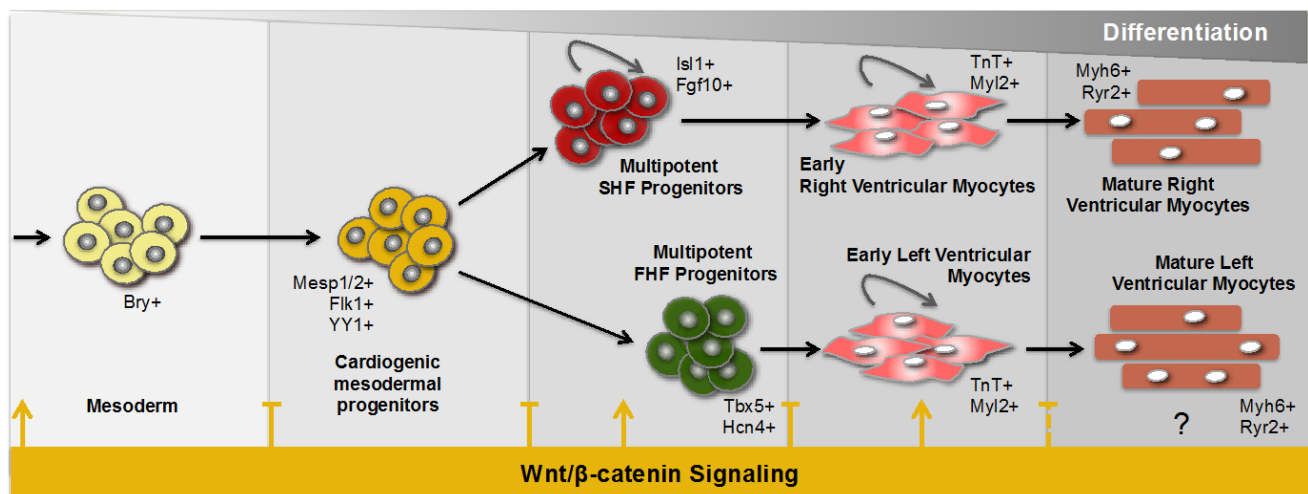 Differentiation
Isl1+
Fgf10+
TnT+
Myl2+
Myh6+
Ryr2+
Multipotent
SHF Progenitors
Early
Right Ventricular Myocytes
Mature Right
Ventricular Myocytes
Bry+
Mesoderm
Mesp1/2+
Flk1+
YY1+
Cardiogenic
mesodermal
progenitors
Multipotent
FHF Progenitors
Tbx5+
Hcn4+
Early Left Ventricular
Myocytes
TnT+
Myl2+
Mature Left
Ventricular Myocytes
?
Myh6+
Ryr2+
Wnt/β-catenin Signaling